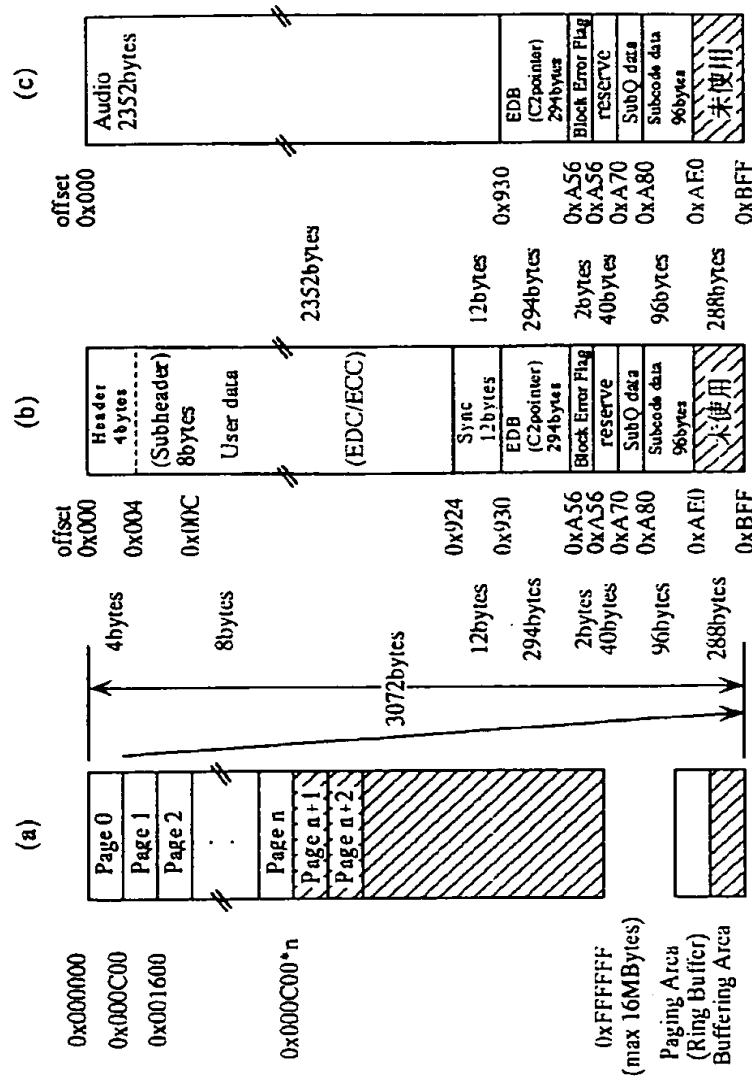 (a)
0x000000
0x000C00
0x001600
0x000C00*n
0xFFFFFF
(max 16MBytes)
Paging Area
(Ring Buffer)
Buffering Area
Page 0
Page 1
Page 2
Page n
Page n+1
Page n+2
3072bytes
(b)
offset
0x000
0x004
0x00C
0x924
0x930
0xA56
0xA56
0xA70
0xA80
0xAE0
0xBFF
4bytes
8bytes
12bytes
294bytes
2bytes
40bytes
96bytes
288bytes
Header
4bytes
(Subheader)
8bytes
User data
(EDC/ECC)
Sync
12bytes
EDB
(C2pointer)
294bytes
Block Error Flag
reserve
SubQ data
Subcode data
96bytes
未使用
(c)
offset
0x000
0x930
0xA56
0xA56
0xA70
0xA80
0xAE0
0xBFF
2352bytes
12bytes
294bytes
2bytes
40bytes
96bytes
288bytes
Audio
2352bytes
EDB
(C2pointer)
294bytes
Block Error Flag
reserve
SubQ data
Subcode data
96bytes
未使用